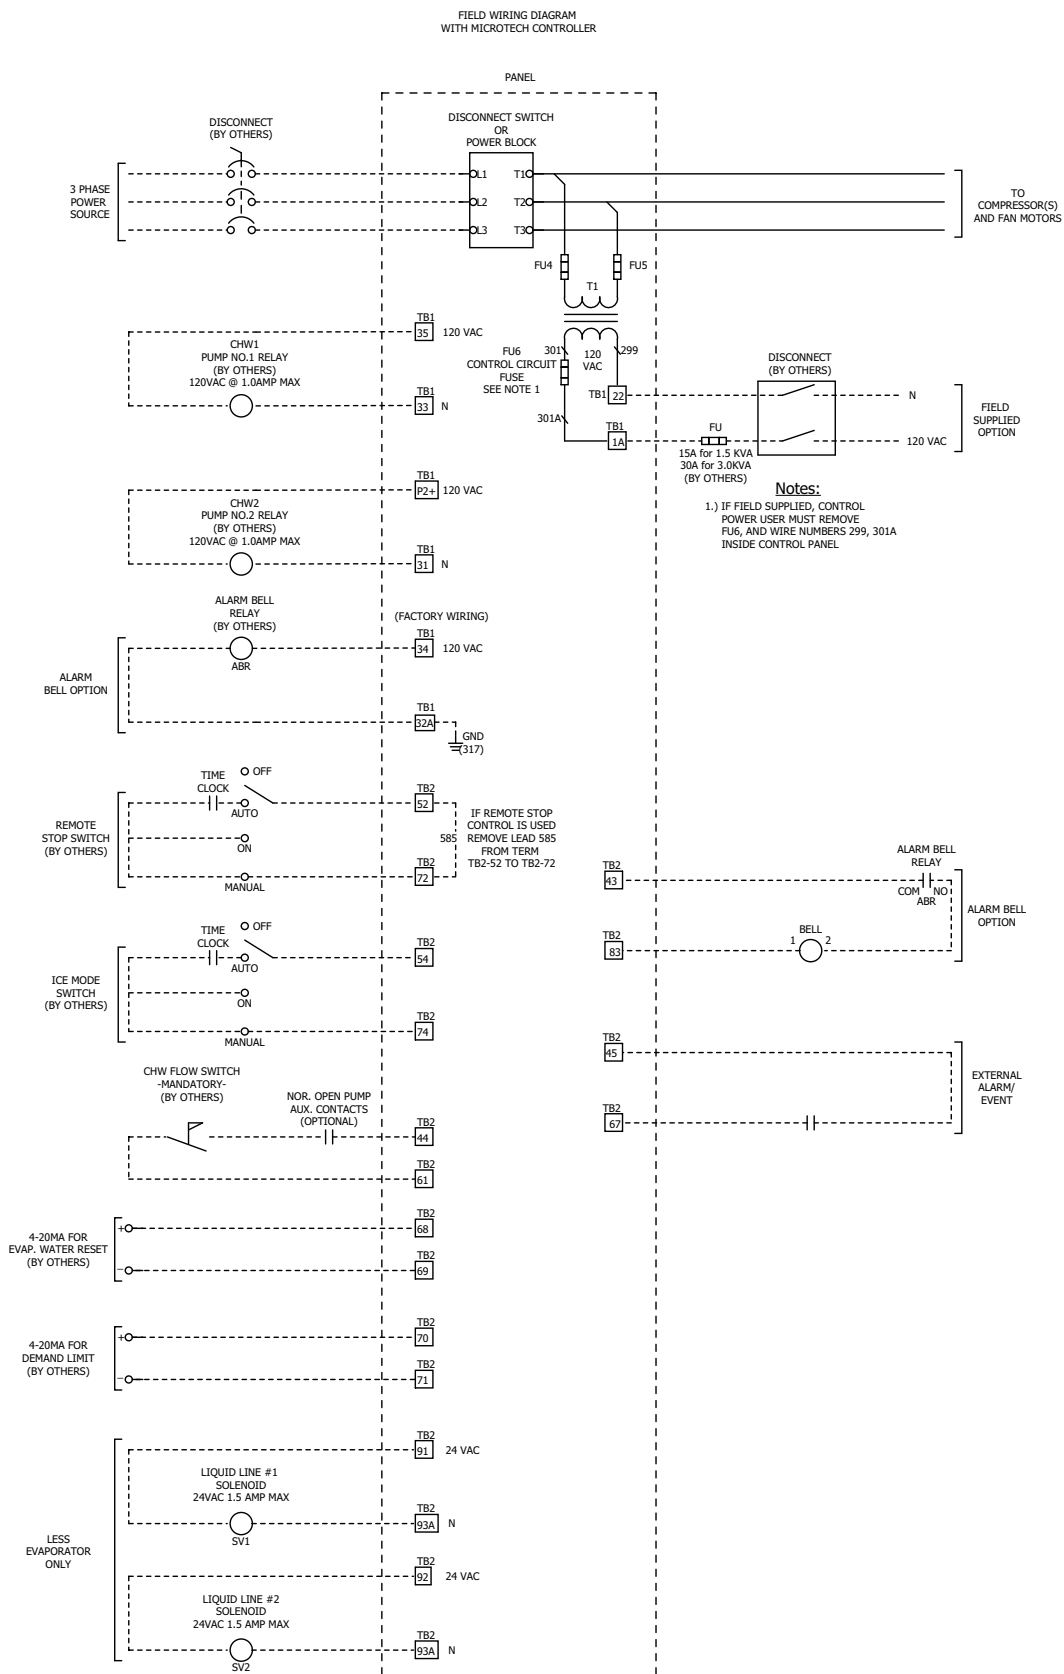 FIELD WIRING DIAGRAM
WITH MICROTECH CONTROLLER
PANEL
DISCONNECT
(BY OTHERS)
DISCONNECT SWITCH
OR
POWER BLOCK
3 PHASE
POWER
SOURCE
L1
T1
L2
T2
L3
T3
TO
COMPRESSOR(S)
AND FAN MOTORS
FU4
FU5
T1
301
120
VAC
299
FU6
CONTROL CIRCUIT
FUSE
SEE NOTE 1
301A
TB1
22
TB1
1A
DISCONNECT
(BY OTHERS)
N
120 VAC
FIELD
SUPPLIED
OPTION
FU
15A for 1.5 KVA
30A for 3.0KVA
(BY OTHERS)
Notes:
1.) IF FIELD SUPPLIED, CONTROL
POWER USER MUST REMOVE
FU6, AND WIRE NUMBERS 299, 301A
INSIDE CONTROL PANEL
TB1
35
120 VAC
CHW1
PUMP NO.1 RELAY
(BY OTHERS)
120VAC @ 1.0AMP MAX
TB1
33
N
TB1
P2+
120 VAC
CHW2
PUMP NO.2 RELAY
(BY OTHERS)
120VAC @ 1.0AMP MAX
TB1
31
N
ALARM BELL
RELAY
(BY OTHERS)
ABR
(FACTORY WIRING)
TB1
34
120 VAC
ALARM
BELL OPTION
TB1
32A
GND
(317)
TIME
CLOCK
OFF
AUTO
ON
MANUAL
REMOTE
STOP SWITCH
(BY OTHERS)
TB2
52
585
IF REMOTE STOP
CONTROL IS USED
REMOVE LEAD 585
FROM TERM
TB2-52 TO TB2-72
TB2
72
TB2
43
ALARM BELL
RELAY
COM
NO
ABR
ALARM BELL
OPTION
TB2
83
BELL
1
2
TIME
CLOCK
OFF
AUTO
ON
MANUAL
ICE MODE
SWITCH
(BY OTHERS)
TB2
54
TB2
74
TB2
45
TB2
67
EXTERNAL
ALARM/
EVENT
CHW FLOW SWITCH
-MANDATORY-
(BY OTHERS)
NOR. OPEN PUMP
AUX. CONTACTS
(OPTIONAL)
TB2
44
TB2
61
4-20MA FOR
EVAP. WATER RESET
(BY OTHERS)
+
−
TB2
68
TB2
69
4-20MA FOR
DEMAND LIMIT
(BY OTHERS)
+
−
TB2
70
TB2
71
LESS
EVAPORATOR
ONLY
TB2
91
24 VAC
LIQUID LINE #1
SOLENOID
24VAC 1.5 AMP MAX
SV1
TB2
93A
N
TB2
92
24 VAC
LIQUID LINE #2
SOLENOID
24VAC 1.5 AMP MAX
SV2
TB2
93A
N